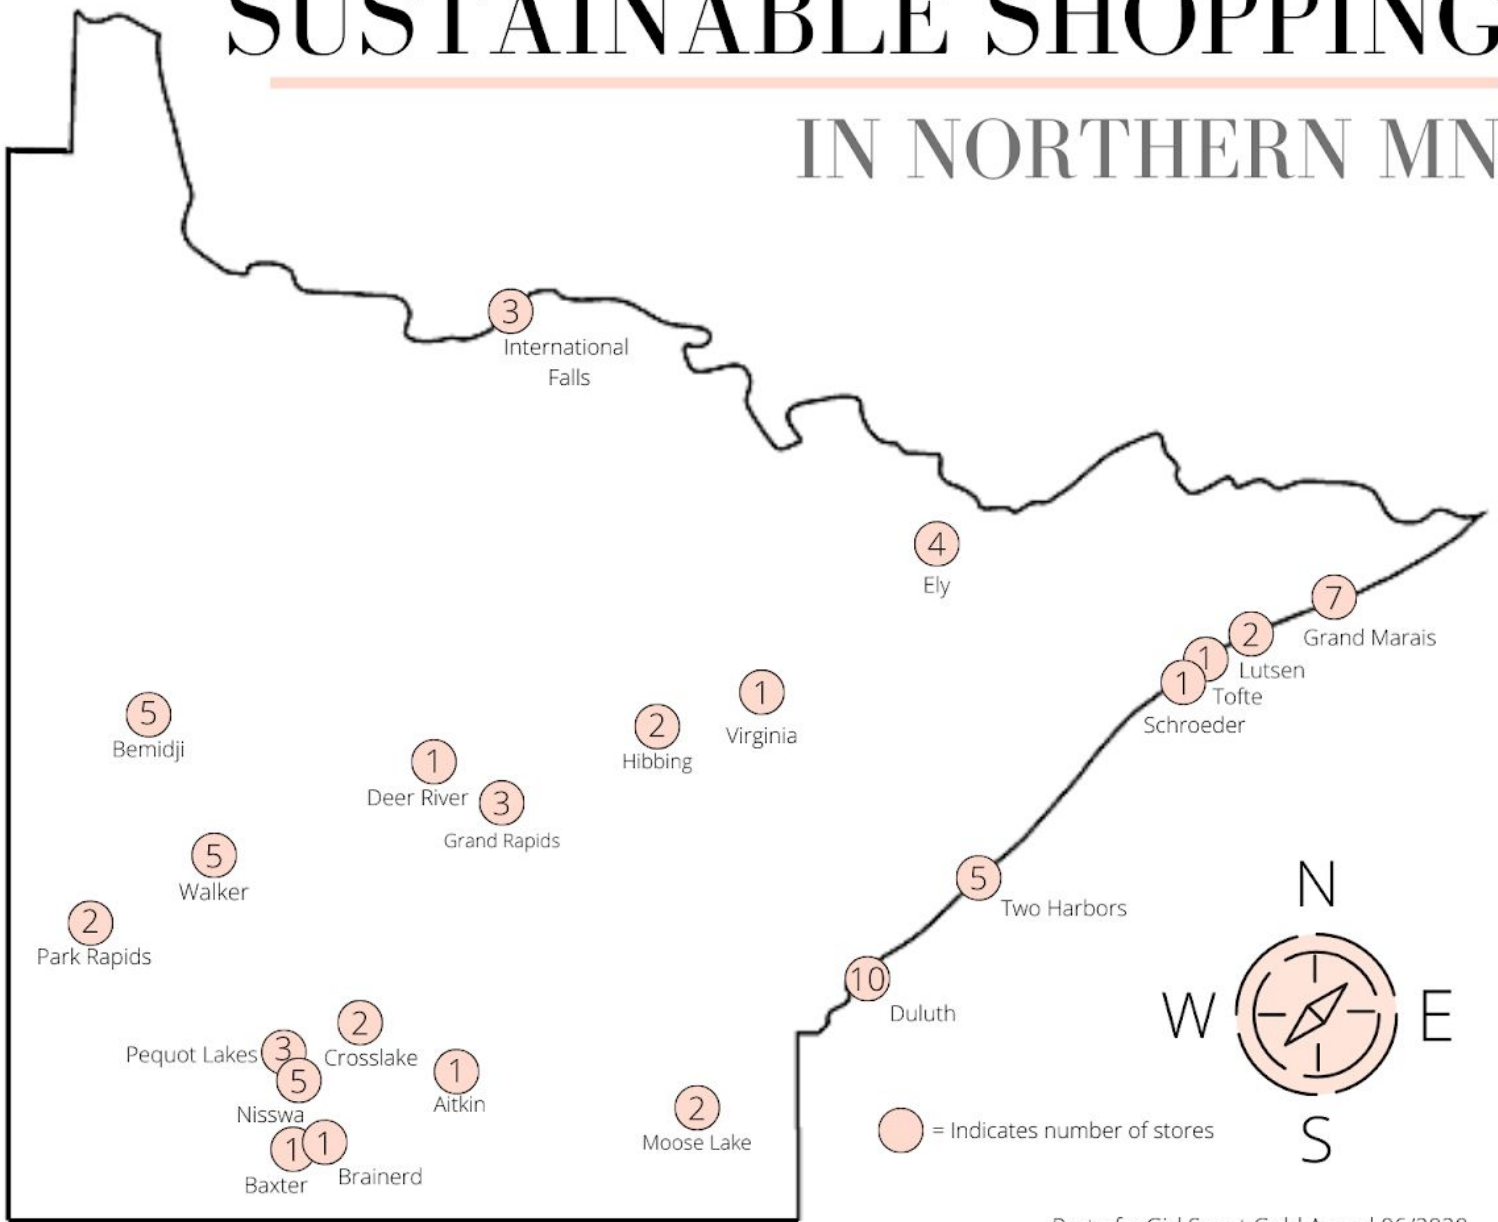 SUSTAINABLE SHOPPING
IN NORTHERN MN
3
International
Falls
4
Ely
7
Grand Marais
2
Lutsen
1
Tofte
1
Schroeder
5
Bemidji
1
Virginia
2
Hibbing
1
Deer River
3
Grand Rapids
5
Walker
2
Park Rapids
5
Two Harbors
10
Duluth
N
W
E
S
2
Crosslake
3
Pequot Lakes
5
Nisswa
1
Aitkin
2
Moose Lake
1
Baxter
1
Brainerd
= Indicates number of stores